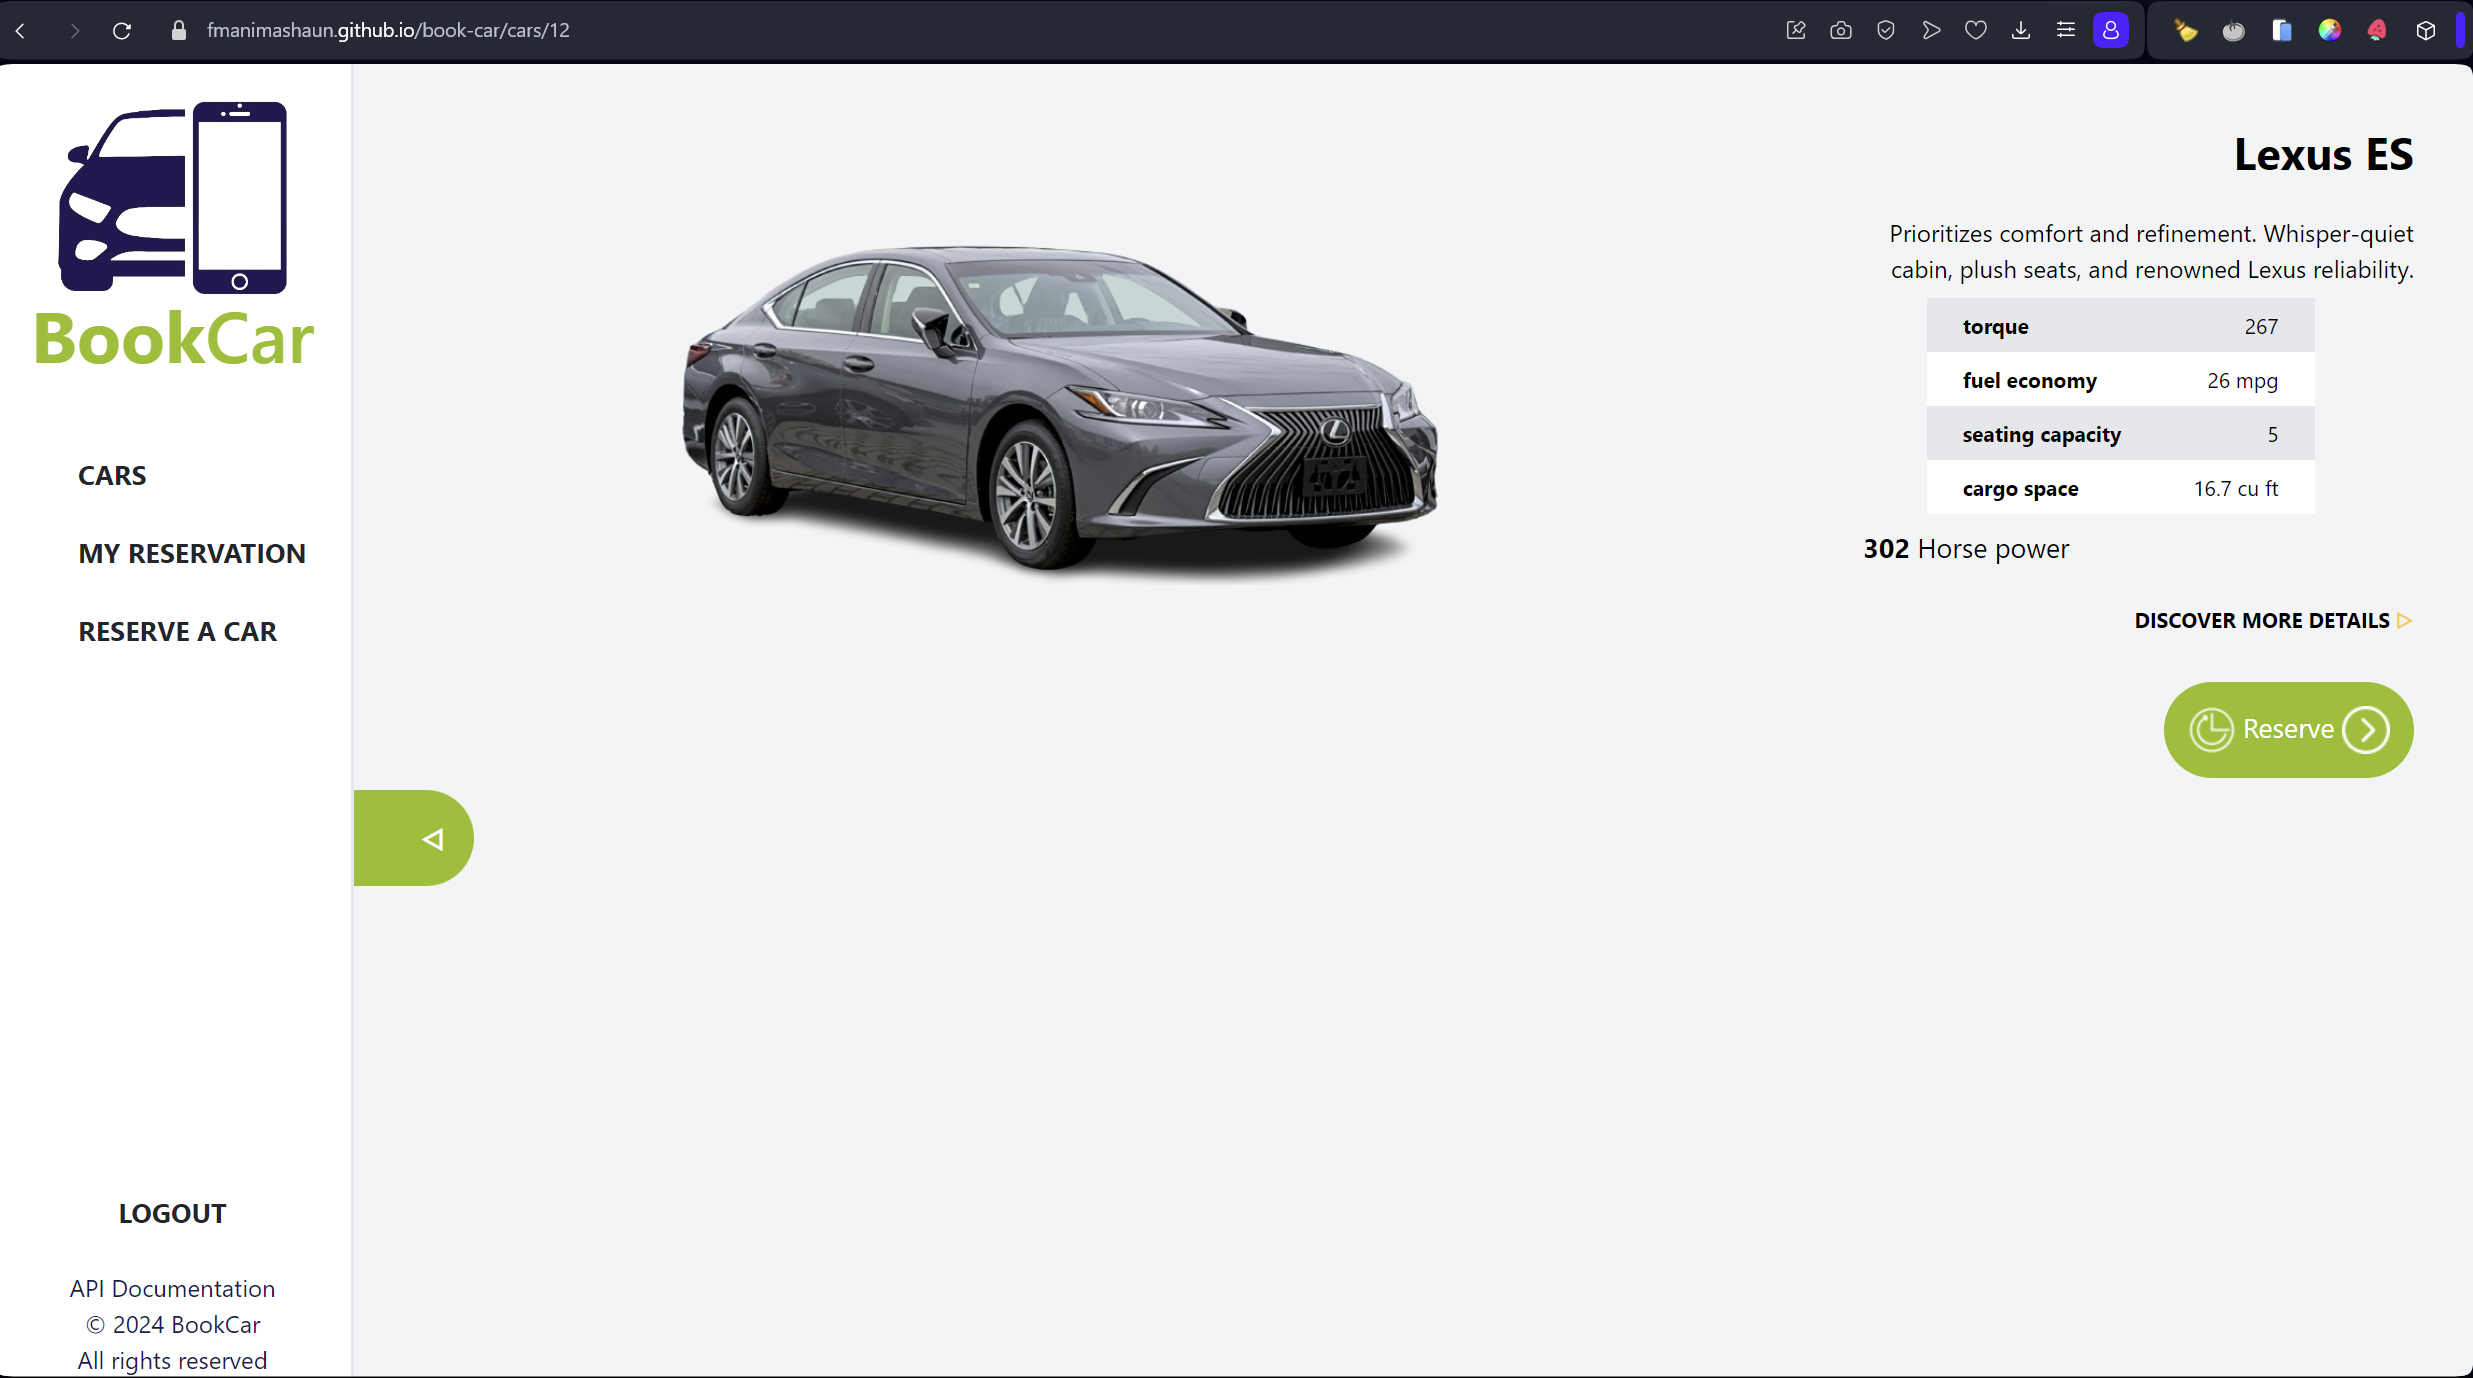 fmanimashaun.github.io/book-car/cars/12
BookCar
CARS
MY RESERVATION
RESERVE A CAR
LOGOUT
API Documentation
© 2024 BookCar
All rights reserved
Lexus ES
Prioritizes comfort and refinement. Whisper-quiet
cabin, plush seats, and renowned Lexus reliability.
torque 267
fuel economy 26 mpg
seating capacity 5
cargo space 16.7 cu ft
302 Horse power
DISCOVER MORE DETAILS
Reserve